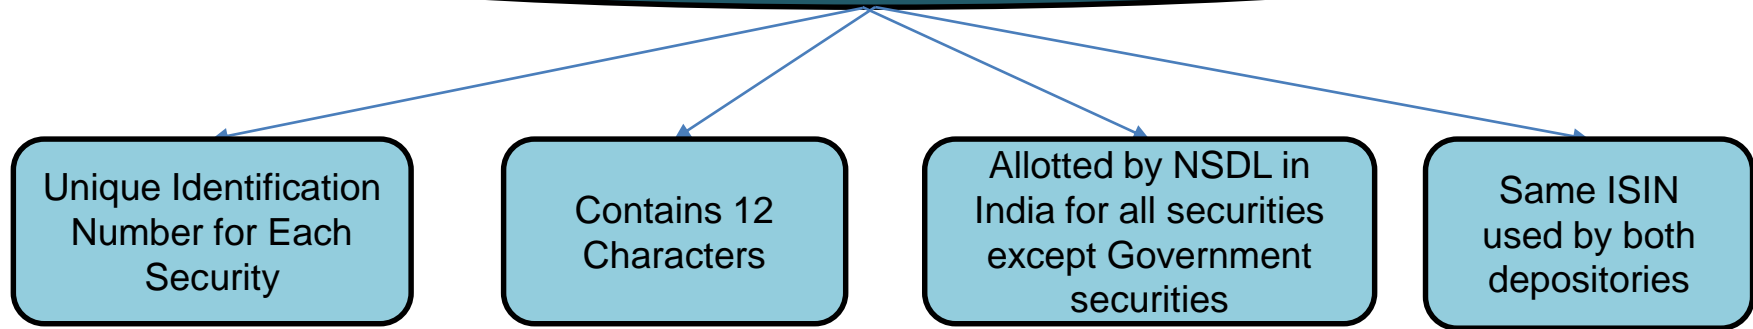 Unique Identification
Number for Each
Security
Contains 12
Characters
Allotted by NSDL in
India for all securities
except Government
securities
Same ISIN
used by both
depositories